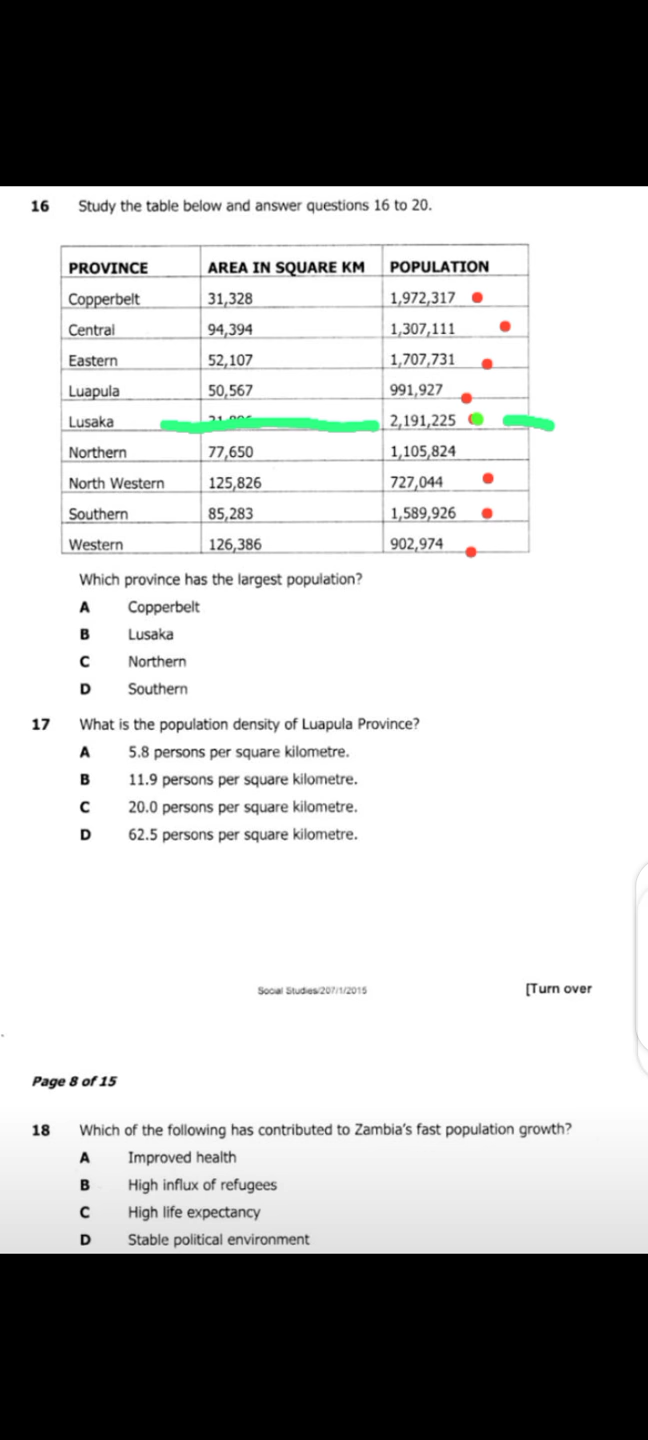 16 Study the table below and answer questions 16 to 20.
PROVINCE AREA IN SQUARE KM POPULATION
Copperbelt 31,328 1,972,317
Central 94,394 1,307,111
Eastern 52,107 1,707,731
Luapula 50,567 991,927
Lusaka 2,191,225
Northern 77,650 1,105,824
North Western 125,826 727,044
Southern 85,283 1,589,926
Western 126,386 902,974
Which province has the largest population?
A Copperbelt
B Lusaka
C Northern
D Southern
17 What is the population density of Luapula Province?
A 5.8 persons per square kilometre.
B 11.9 persons per square kilometre.
C 20.0 persons per square kilometre.
D 62.5 persons per square kilometre.
Social Studies/207/1/2015 [Turn over
Page 8 of 15
18 Which of the following has contributed to Zambia's fast population growth?
A Improved health
B High influx of refugees
C High life expectancy
D Stable political environment